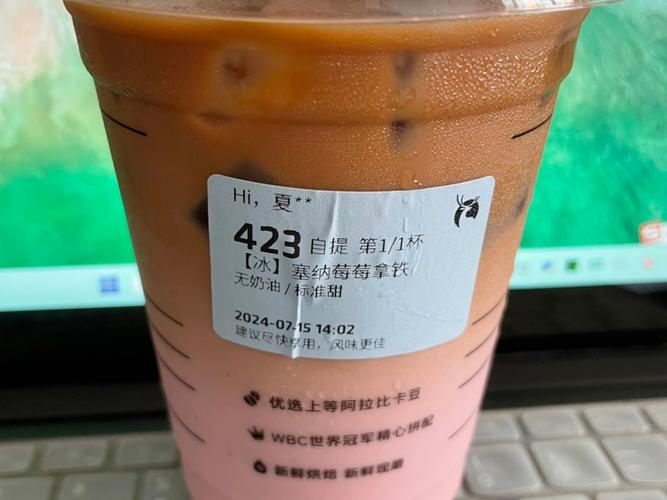 Hi，夏**
423 自提 第1/1杯
【冰】塞纳莓莓拿铁
无奶油 / 标准甜
2024-07-15 14:02
建议尽快享用，风味更佳
优选上等阿拉比卡豆
WBC世界冠军精心拼配
新鲜烘焙 新鲜现磨